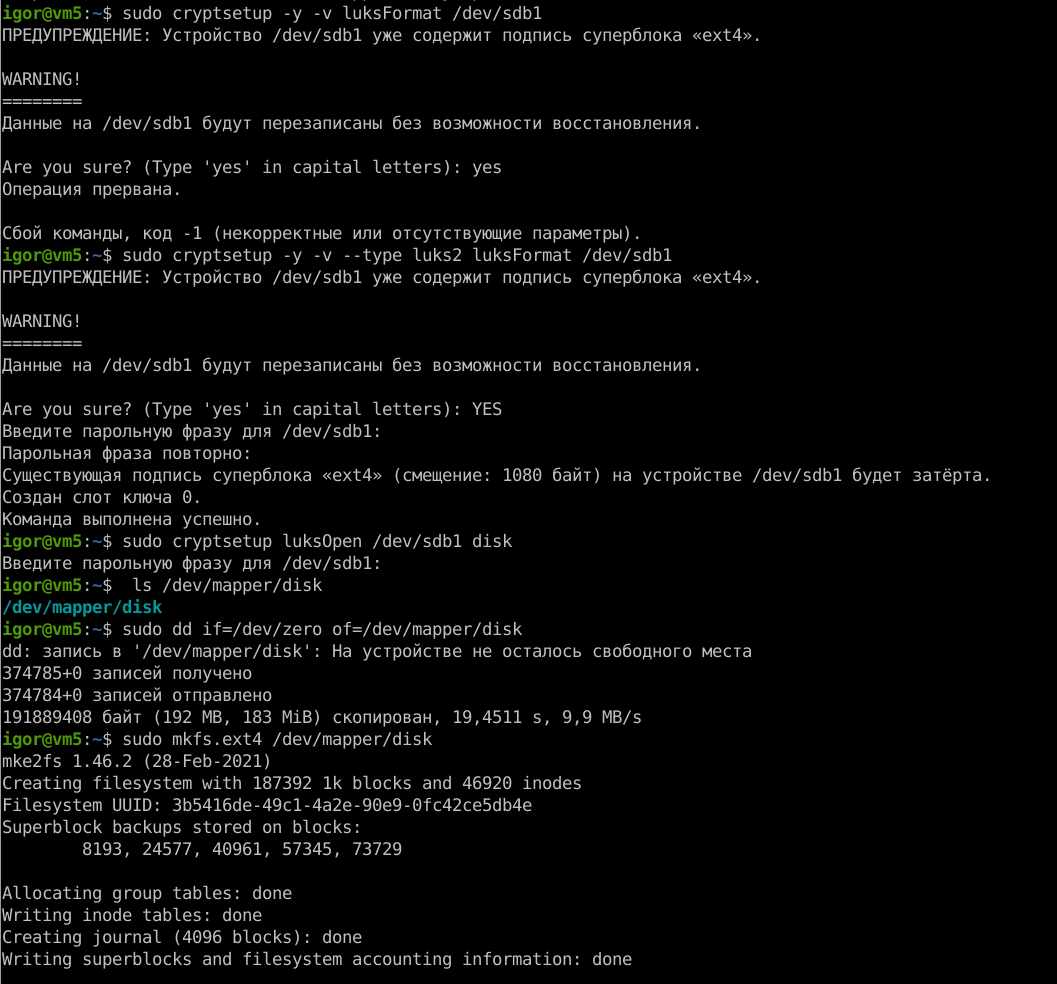 igor@vm5:~$ sudo cryptsetup -y -v luksFormat /dev/sdb1
ПРЕДУПРЕЖДЕНИЕ: Устройство /dev/sdb1 уже содержит подпись суперблока «ext4».
WARNING!
========
Данные на /dev/sdb1 будут перезаписаны без возможности восстановления.
Are you sure? (Type 'yes' in capital letters): yes
Операция прервана.
Сбой команды, код -1 (некорректные или отсутствующие параметры).
igor@vm5:~$ sudo cryptsetup -y -v --type luks2 luksFormat /dev/sdb1
ПРЕДУПРЕЖДЕНИЕ: Устройство /dev/sdb1 уже содержит подпись суперблока «ext4».
WARNING!
========
Данные на /dev/sdb1 будут перезаписаны без возможности восстановления.
Are you sure? (Type 'yes' in capital letters): YES
Введите парольную фразу для /dev/sdb1:
Парольная фраза повторно:
Существующая подпись суперблока «ext4» (смещение: 1080 байт) на устройстве /dev/sdb1 будет затёрта.
Создан слот ключа 0.
Команда выполнена успешно.
igor@vm5:~$ sudo cryptsetup luksOpen /dev/sdb1 disk
Введите парольную фразу для /dev/sdb1:
igor@vm5:~$  ls /dev/mapper/disk
/dev/mapper/disk
igor@vm5:~$ sudo dd if=/dev/zero of=/dev/mapper/disk
dd: запись в '/dev/mapper/disk': На устройстве не осталось свободного места
374785+0 записей получено
374784+0 записей отправлено
191889408 байт (192 MB, 183 MiB) скопирован, 19,4511 s, 9,9 MB/s
igor@vm5:~$ sudo mkfs.ext4 /dev/mapper/disk
mke2fs 1.46.2 (28-Feb-2021)
Creating filesystem with 187392 1k blocks and 46920 inodes
Filesystem UUID: 3b5416de-49c1-4a2e-90e9-0fc42ce5db4e
Superblock backups stored on blocks:
        8193, 24577, 40961, 57345, 73729
Allocating group tables: done
Writing inode tables: done
Creating journal (4096 blocks): done
Writing superblocks and filesystem accounting information: done